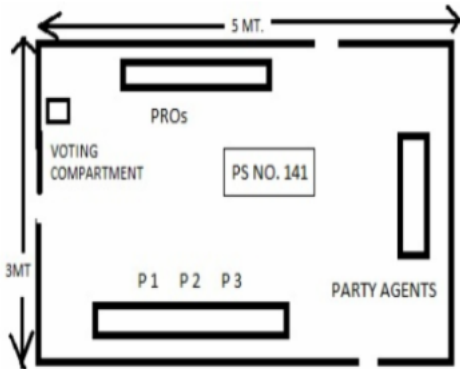 5 MT.
PROs
VOTING
COMPARTMENT
PS NO. 141
3MT
P 1 P 2 P 3
PARTY AGENTS